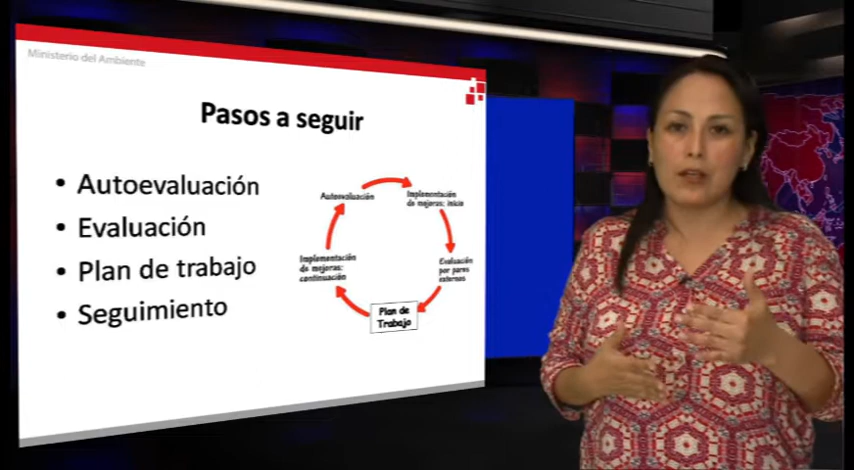 Ministerio del Ambiente
Pasos a seguir
• Autoevaluación
• Evaluación
• Plan de trabajo
• Seguimiento
Autoevaluación
Implementación
de mejoras: inicio
Evaluación
por pares
externos
Plan de
Trabajo
Implementación
de mejoras:
continuación